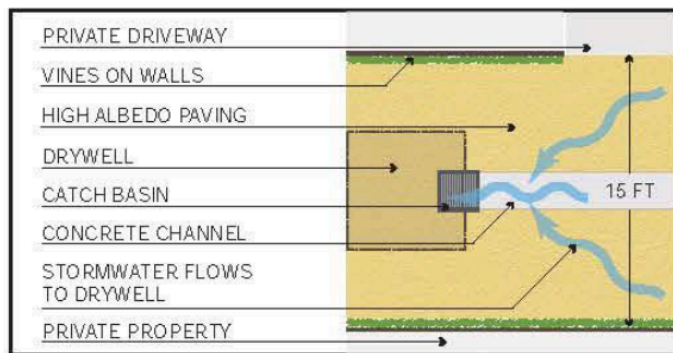 PRIVATE DRIVEWAY
VINES ON WALLS
HIGH ALBEDO PAVING
DRYWELL
CATCH BASIN
15 FT
CONCRETE CHANNEL
STORMWATER FLOWS
TO DRYWELL
PRIVATE PROPERTY